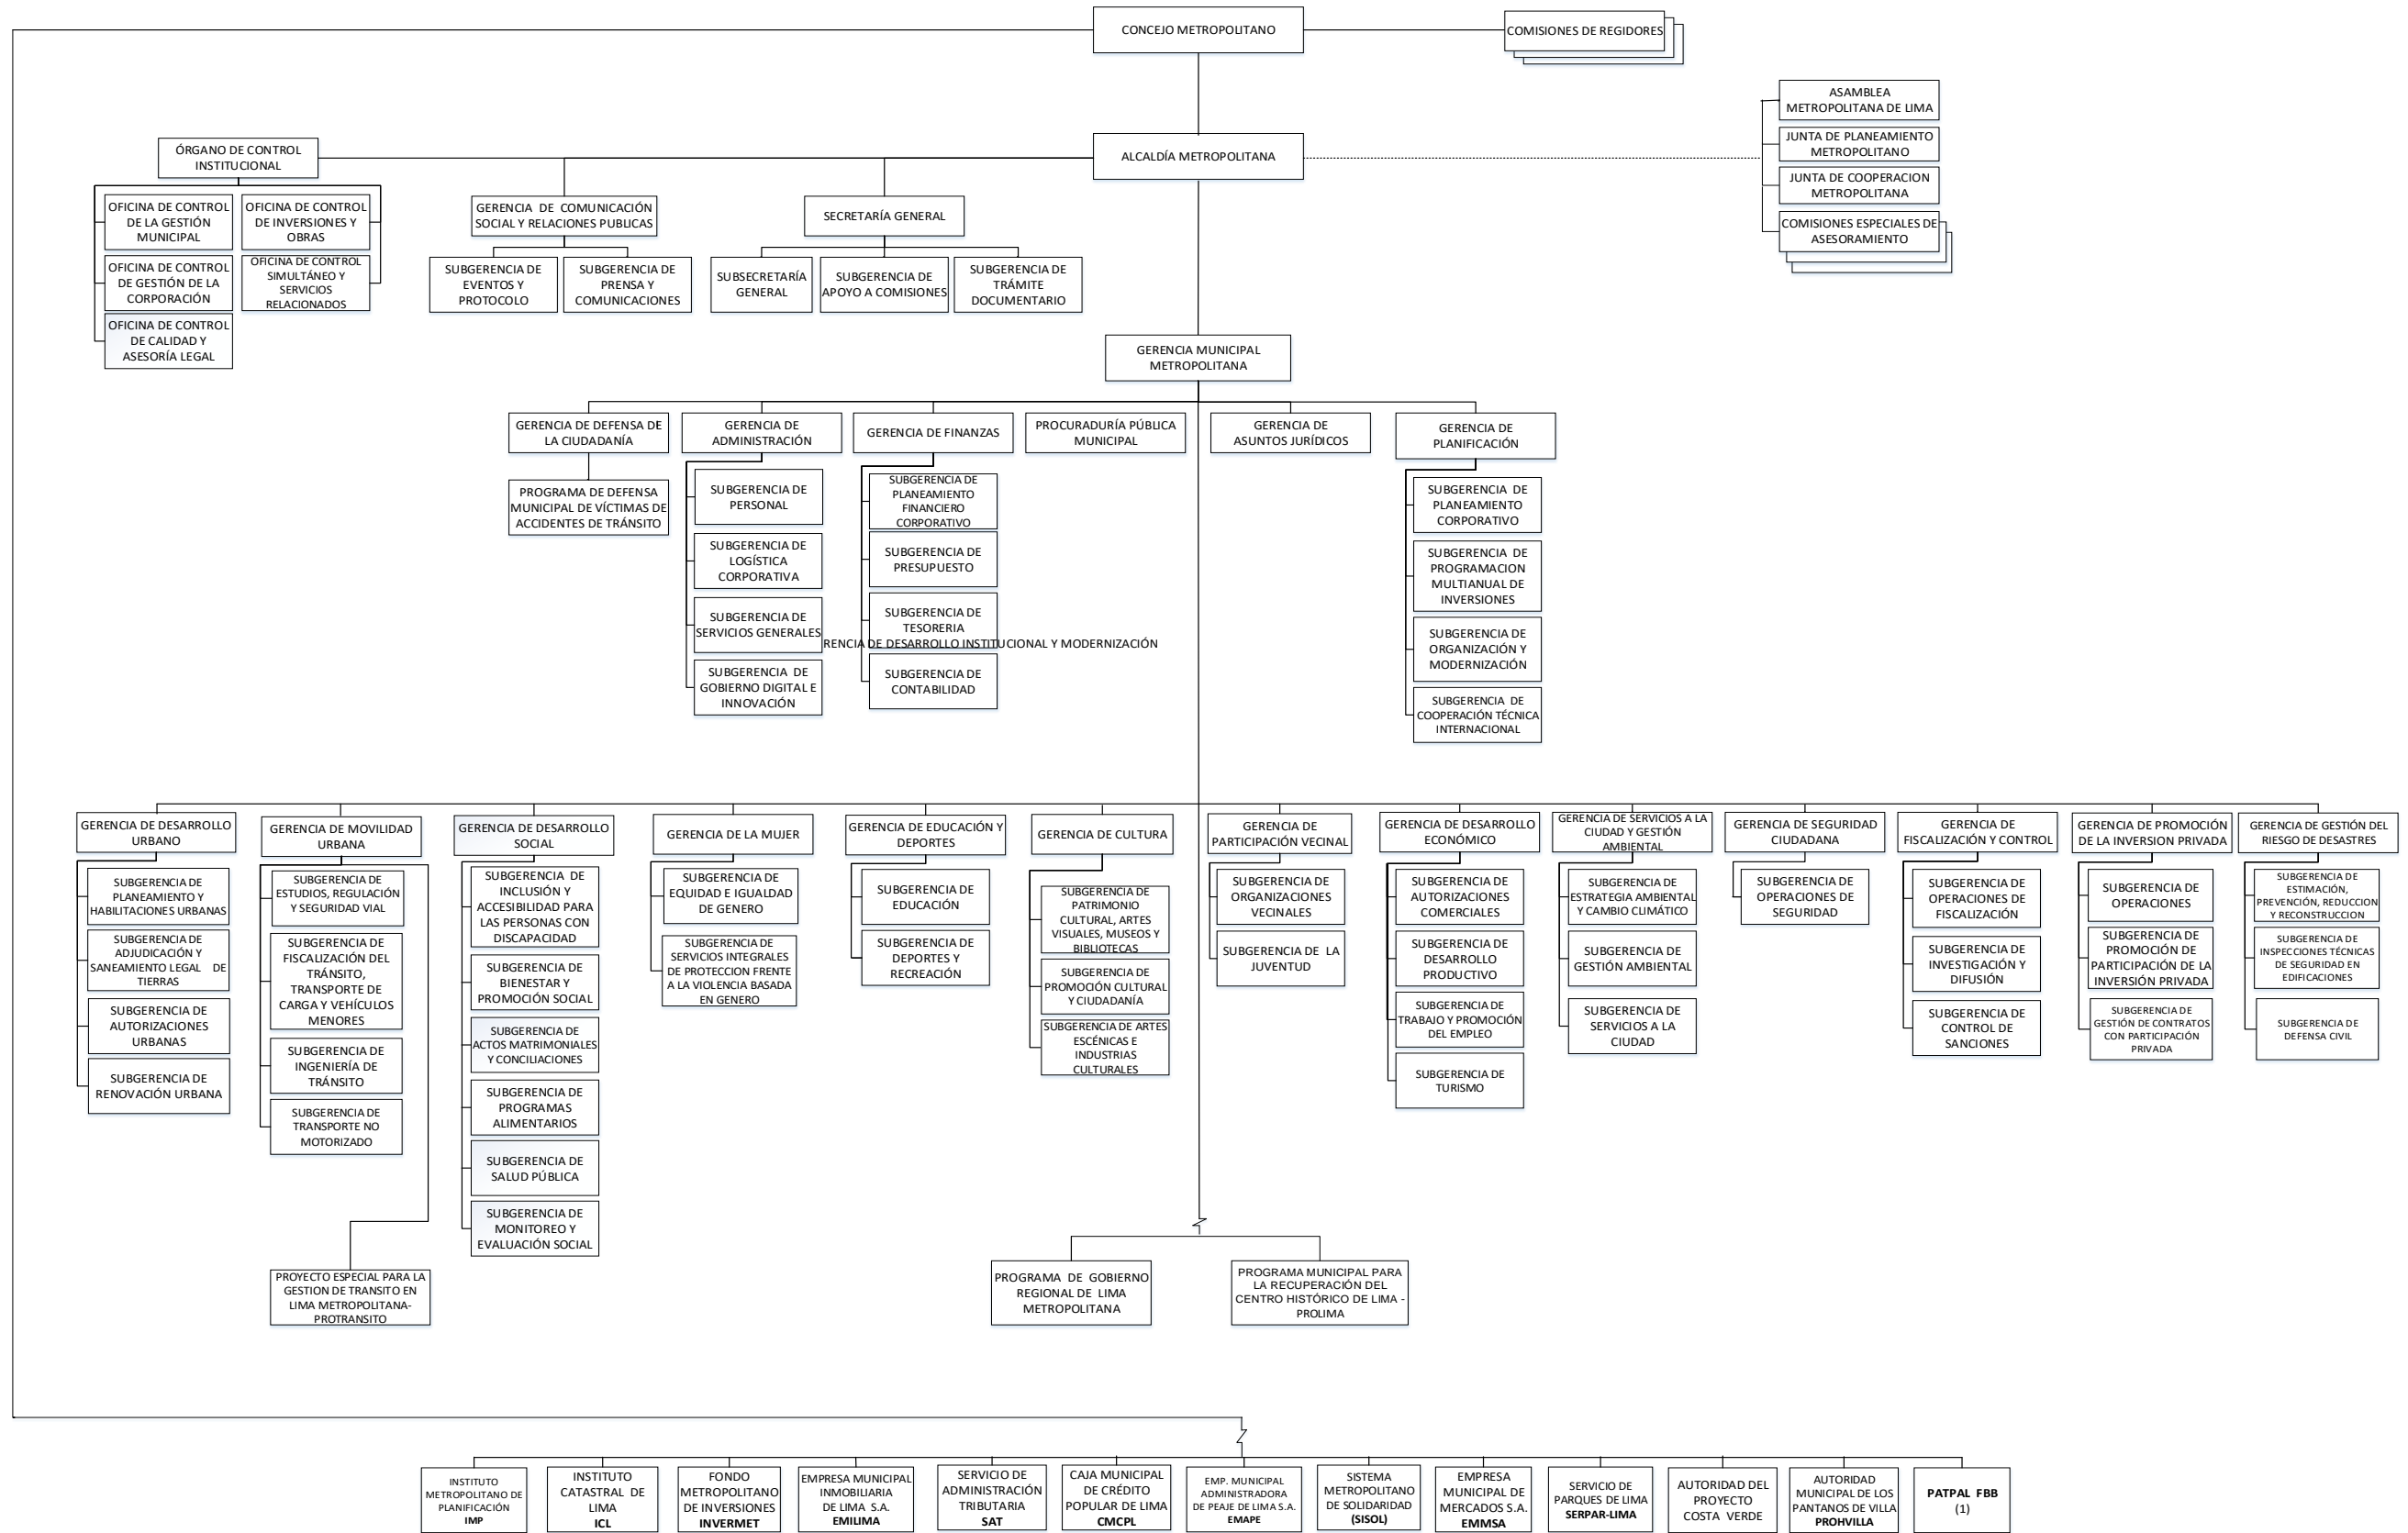 CONCEJO METROPOLITANO
COMISIONES DE REGIDORES
ASAMBLEA
METROPOLITANA DE LIMA
JUNTA DE PLANEAMIENTO
METROPOLITANO
JUNTA DE COOPERACION
METROPOLITANA
COMISIONES ESPECIALES DE
ASESORAMIENTO
ALCALDÍA METROPOLITANA
ÓRGANO DE CONTROL
INSTITUCIONAL
OFICINA DE CONTROL
DE LA GESTIÓN
MUNICIPAL
OFICINA DE CONTROL
DE INVERSIONES Y
OBRAS
OFICINA DE CONTROL
DE GESTIÓN DE LA
CORPORACIÓN
OFICINA DE CONTROL
SIMULTÁNEO Y
SERVICIOS
RELACIONADOS
OFICINA DE CONTROL
DE CALIDAD Y
ASESORÍA LEGAL
GERENCIA DE COMUNICACIÓN
SOCIAL Y RELACIONES PUBLICAS
SUBGERENCIA DE
EVENTOS Y
PROTOCOLO
SUBGERENCIA DE
PRENSA Y
COMUNICACIONES
SECRETARÍA GENERAL
SUBSECRETARÍA
GENERAL
SUBGERENCIA DE
APOYO A COMISIONES
SUBGERENCIA DE
TRÁMITE
DOCUMENTARIO
GERENCIA MUNICIPAL
METROPOLITANA
GERENCIA DE DEFENSA DE
LA CIUDADANÍA
PROGRAMA DE DEFENSA
MUNICIPAL DE VÍCTIMAS DE
ACCIDENTES DE TRÁNSITO
GERENCIA DE
ADMINISTRACIÓN
SUBGERENCIA DE
PERSONAL
SUBGERENCIA DE
LOGÍSTICA
CORPORATIVA
SUBGERENCIA DE
SERVICIOS GENERALES
SUBGERENCIA DE
GOBIERNO DIGITAL E
INNOVACIÓN
GERENCIA DE FINANZAS
SUBGERENCIA DE
PLANEAMIENTO
FINANCIERO
CORPORATIVO
SUBGERENCIA DE
PRESUPUESTO
SUBGERENCIA DE
TESORERIA
RENCIA DE DESARROLLO INSTITUCIONAL Y MODERNIZACIÓN
SUBGERENCIA DE
CONTABILIDAD
PROCURADURÍA PÚBLICA
MUNICIPAL
GERENCIA DE
ASUNTOS JURÍDICOS
GERENCIA DE
PLANIFICACIÓN
SUBGERENCIA DE
PLANEAMIENTO
CORPORATIVO
SUBGERENCIA DE
PROGRAMACION
MULTIANUAL DE
INVERSIONES
SUBGERENCIA DE
ORGANIZACIÓN Y
MODERNIZACIÓN
SUBGERENCIA DE
COOPERACIÓN TÉCNICA
INTERNACIONAL
GERENCIA DE DESARROLLO
URBANO
SUBGERENCIA DE
PLANEAMIENTO Y
HABILITACIONES URBANAS
SUBGERENCIA DE
ADJUDICACIÓN Y
SANEAMIENTO LEGAL DE
TIERRAS
SUBGERENCIA DE
AUTORIZACIONES
URBANAS
SUBGERENCIA DE
RENOVACIÓN URBANA
GERENCIA DE MOVILIDAD
URBANA
SUBGERENCIA DE
ESTUDIOS, REGULACIÓN
Y SEGURIDAD VIAL
SUBGERENCIA DE
FISCALIZACIÓN DEL
TRÁNSITO,
TRANSPORTE DE
CARGA Y VEHÍCULOS
MENORES
SUBGERENCIA DE
INGENIERÍA DE
TRÁNSITO
SUBGERENCIA DE
TRANSPORTE NO
MOTORIZADO
PROYECTO ESPECIAL PARA LA
GESTION DE TRANSITO EN
LIMA METROPOLITANA-
PROTRANSITO
GERENCIA DE DESARROLLO
SOCIAL
SUBGERENCIA DE
INCLUSIÓN Y
ACCESIBILIDAD PARA
LAS PERSONAS CON
DISCAPACIDAD
SUBGERENCIA DE
BIENESTAR Y
PROMOCIÓN SOCIAL
SUBGERENCIA DE
ACTOS MATRIMONIALES
Y CONCILIACIONES
SUBGERENCIA DE
PROGRAMAS
ALIMENTARIOS
SUBGERENCIA DE
SALUD PÚBLICA
SUBGERENCIA DE
MONITOREO Y
EVALUACIÓN SOCIAL
GERENCIA DE LA MUJER
SUBGERENCIA DE
EQUIDAD E IGUALDAD
DE GENERO
SUBGERENCIA DE
SERVICIOS INTEGRALES
DE PROTECCION FRENTE
A LA VIOLENCIA BASADA
EN GENERO
GERENCIA DE EDUCACIÓN Y
DEPORTES
SUBGERENCIA DE
EDUCACIÓN
SUBGERENCIA DE
DEPORTES Y
RECREACIÓN
GERENCIA DE CULTURA
SUBGERENCIA DE
PATRIMONIO
CULTURAL, ARTES
VISUALES, MUSEOS Y
BIBLIOTECAS
SUBGERENCIA DE
PROMOCIÓN CULTURAL
Y CIUDADANÍA
SUBGERENCIA DE ARTES
ESCÉNICAS E
INDUSTRIAS
CULTURALES
GERENCIA DE
PARTICIPACIÓN VECINAL
SUBGERENCIA DE
ORGANIZACIONES
VECINALES
SUBGERENCIA DE LA
JUVENTUD
GERENCIA DE DESARROLLO
ECONÓMICO
SUBGERENCIA DE
AUTORIZACIONES
COMERCIALES
SUBGERENCIA DE
DESARROLLO
PRODUCTIVO
SUBGERENCIA DE
TRABAJO Y PROMOCIÓN
DEL EMPLEO
SUBGERENCIA DE
TURISMO
GERENCIA DE SERVICIOS A LA
CIUDAD Y GESTIÓN
AMBIENTAL
SUBGERENCIA DE
ESTRATEGIA AMBIENTAL
Y CAMBIO CLIMÁTICO
SUBGERENCIA DE
GESTIÓN AMBIENTAL
SUBGERENCIA DE
SERVICIOS A LA
CIUDAD
GERENCIA DE SEGURIDAD
CIUDADANA
SUBGERENCIA DE
OPERACIONES DE
SEGURIDAD
GERENCIA DE
FISCALIZACIÓN Y CONTROL
SUBGERENCIA DE
OPERACIONES DE
FISCALIZACIÓN
SUBGERENCIA DE
INVESTIGACIÓN Y
DIFUSIÓN
SUBGERENCIA DE
CONTROL DE
SANCIONES
GERENCIA DE PROMOCIÓN
DE LA INVERSION PRIVADA
SUBGERENCIA DE
OPERACIONES
SUBGERENCIA DE
PROMOCIÓN DE
PARTICIPACIÓN DE LA
INVERSIÓN PRIVADA
SUBGERENCIA DE
GESTIÓN DE CONTRATOS
CON PARTICIPACIÓN
PRIVADA
GERENCIA DE GESTIÓN DEL
RIESGO DE DESASTRES
SUBGERENCIA DE
ESTIMACIÓN,
PREVENCIÓN, REDUCCION
Y RECONSTRUCCION
SUBGERENCIA DE
INSPECCIONES TÉCNICAS
DE SEGURIDAD EN
EDIFICACIONES
SUBGERENCIA DE
DEFENSA CIVIL
PROGRAMA DE GOBIERNO
REGIONAL DE LIMA
METROPOLITANA
PROGRAMA MUNICIPAL PARA
LA RECUPERACIÓN DEL
CENTRO HISTÓRICO DE LIMA -
PROLIMA
INSTITUTO
METROPOLITANO DE
PLANIFICACIÓN
IMP
INSTITUTO
CATASTRAL DE
LIMA
ICL
FONDO
METROPOLITANO
DE INVERSIONES
INVERMET
EMPRESA MUNICIPAL
INMOBILIARIA
DE LIMA S.A.
EMILIMA
SERVICIO DE
ADMINISTRACIÓN
TRIBUTARIA
SAT
CAJA MUNICIPAL
DE CRÉDITO
POPULAR DE LIMA
CMCPL
EMP. MUNICIPAL
ADMINISTRADORA
DE PEAJE DE LIMA S.A.
EMAPE
SISTEMA
METROPOLITANO
DE SOLIDARIDAD
(SISOL)
EMPRESA
MUNICIPAL DE
MERCADOS S.A.
EMMSA
SERVICIO DE
PARQUES DE LIMA
SERPAR-LIMA
AUTORIDAD DEL
PROYECTO
COSTA VERDE
AUTORIDAD
MUNICIPAL DE LOS
PANTANOS DE VILLA
PROHVILLA
PATPAL FBB
(1)